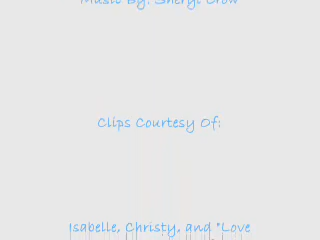 Music By: Sheryl Crow
Clips Courtesy Of:
Isabelle, Christy, and "Love